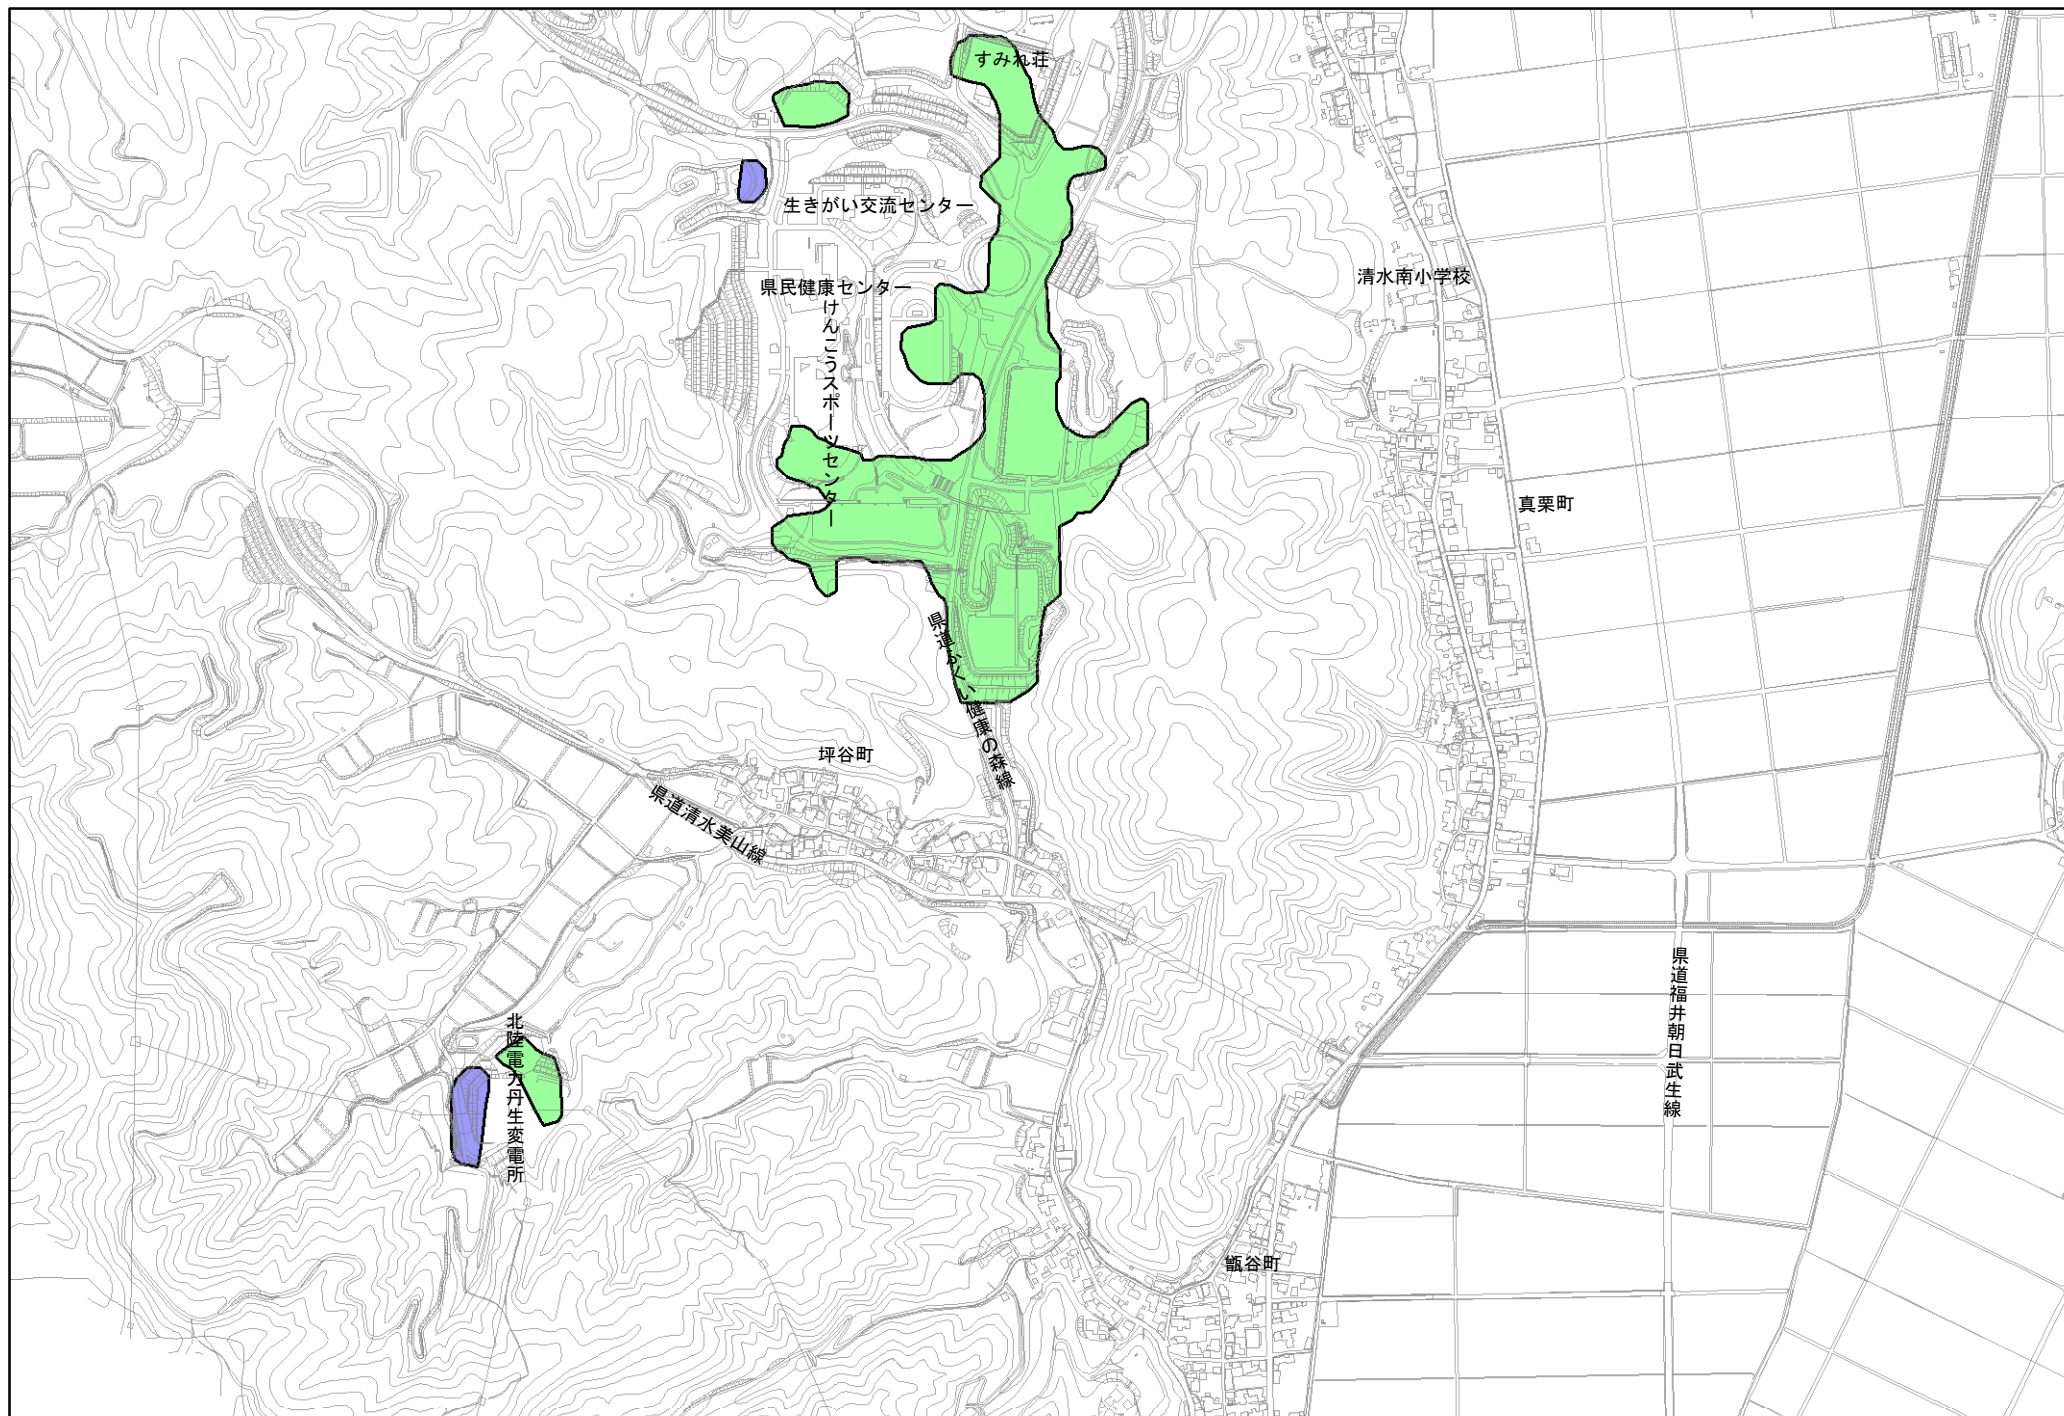 すみれ荘
生きがい交流センター
県民健康センター
清水南小学校
けんこうスポーツセンター
真栗町
県道ふくい健康の森線
坪谷町
県道清水美山線
県道福井朝日武生線
北陸電力丹生変電所
甑谷町